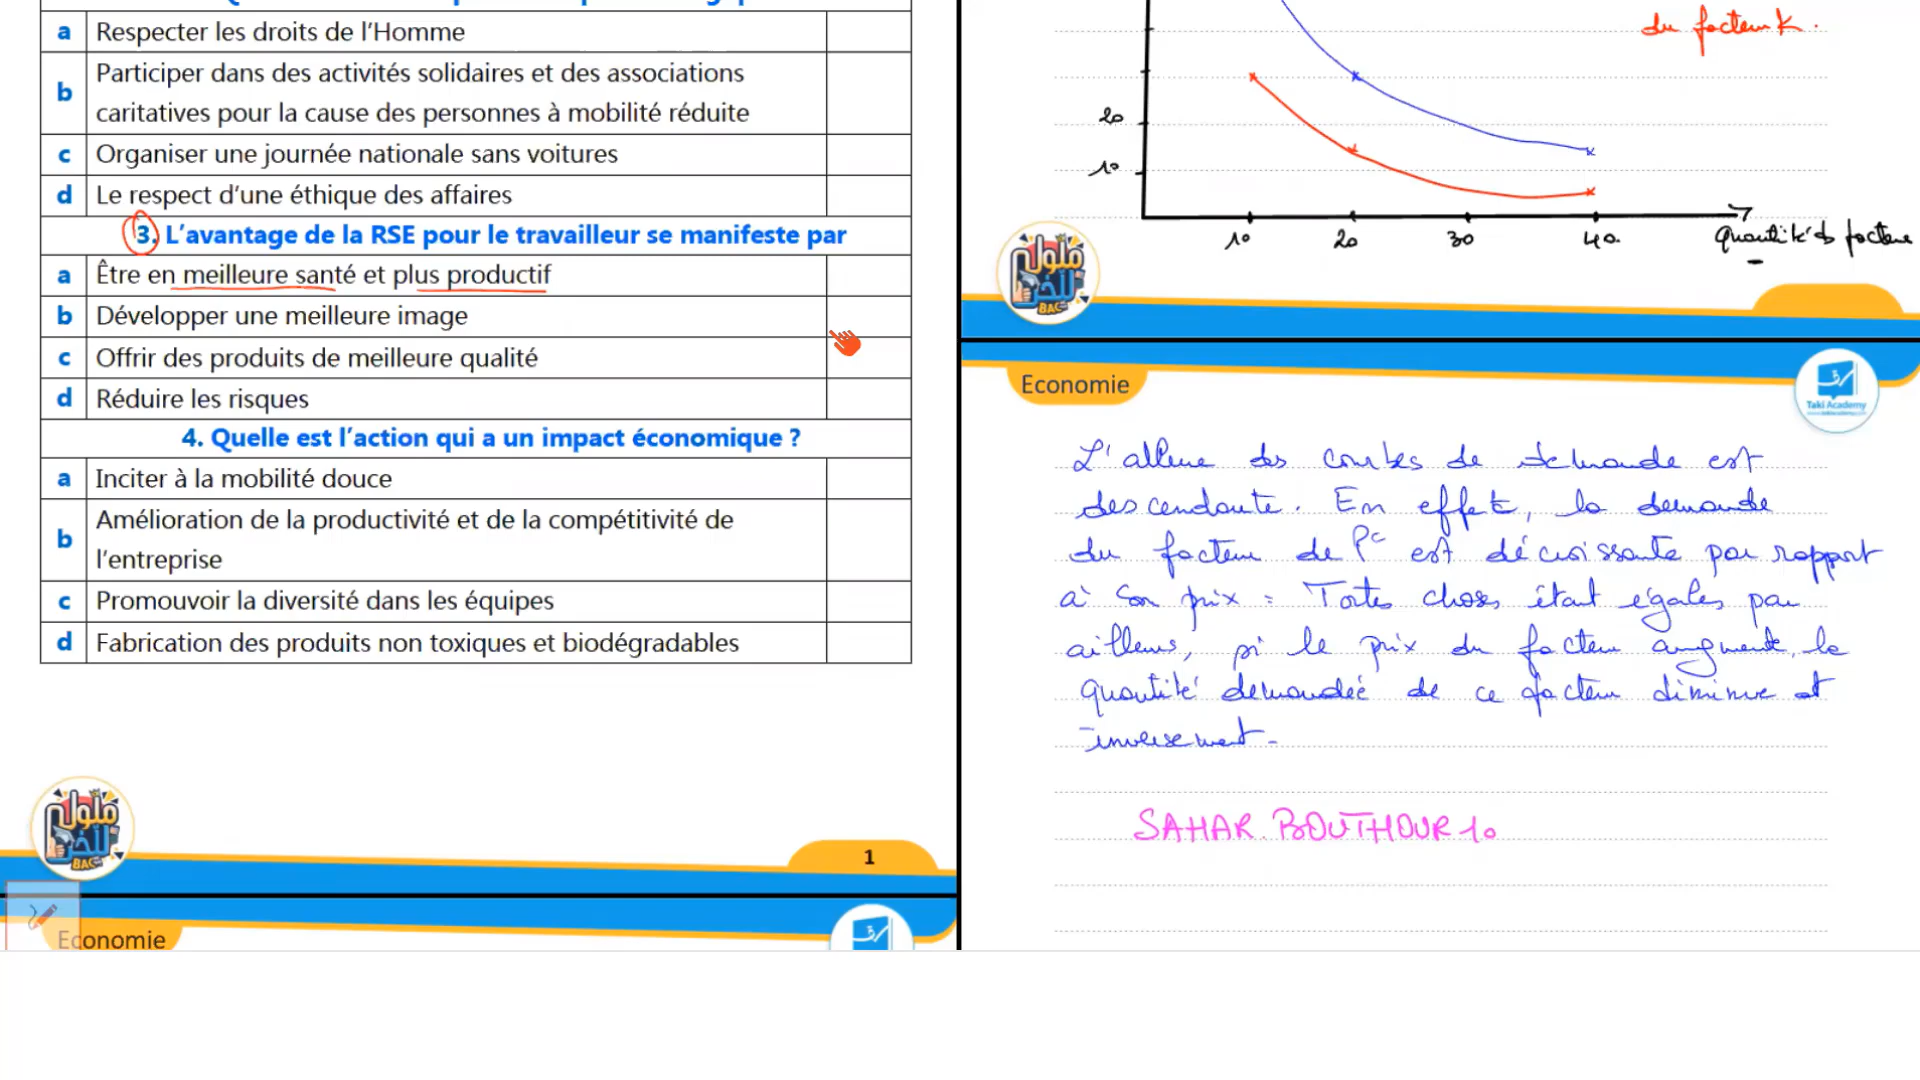 a Respecter les droits de l’Homme
b Participer dans des activités solidaires et des associations
caritatives pour la cause des personnes à mobilité réduite
c Organiser une journée nationale sans voitures
d Le respect d’une éthique des affaires
3. L’avantage de la RSE pour le travailleur se manifeste par
a Être en meilleure santé et plus productif
b Développer une meilleure image
c Offrir des produits de meilleure qualité
d Réduire les risques
4. Quelle est l’action qui a un impact économique ?
a Inciter à la mobilité douce
b Amélioration de la productivité et de la compétitivité de
l’entreprise
c Promouvoir la diversité dans les équipes
d Fabrication des produits non toxiques et biodégradables
BAC
1
Economie
du facteur K.
20
10
10 20 30 40.
Quantité facteur
BAC
Economie
Taki Academy
L'allure des courbes de demande est
descendante. En effet, la demande
du facteur de P° est décroissante par rapport
à son prix : Toutes choses étant égales par
ailleurs, si le prix du facteur augmente, la
quantité demandée de ce facteur diminue et
inversement.
SAHAR.BOUTHOUR10